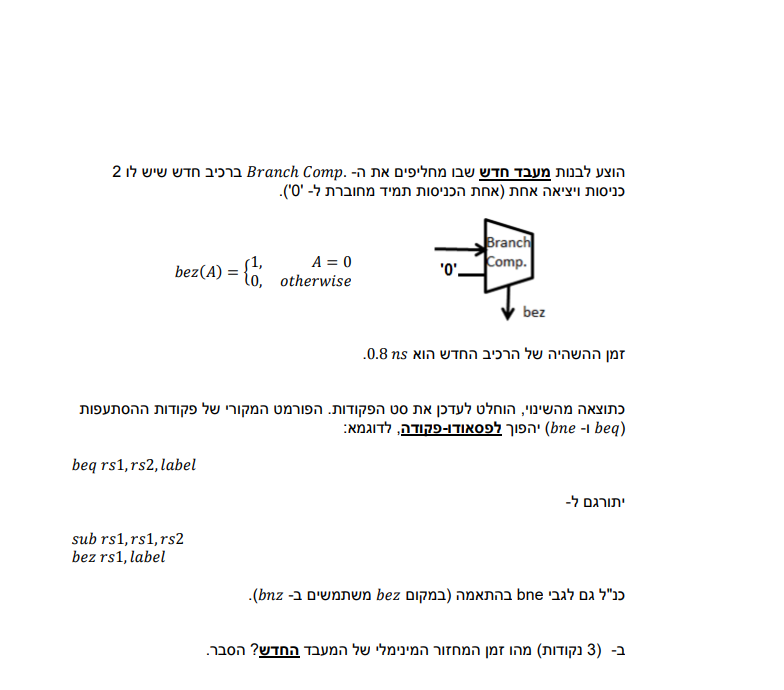 הוצע לבנות מעבד חדש שבו מחליפים את ה- Branch Comp. ברכיב חדש שיש לו 2
כניסות ויציאה אחת (אחת הכניסות תמיד מחוברת ל- '0').
bez(A) = {1, A = 0
0, otherwise
Branch
Comp.
'0'
bez
זמן ההשהיה של הרכיב החדש הוא 0.8 ns.
כתוצאה מהשינוי, הוחלט לעדכן את סט הפקודות. הפורמט המקורי של פקודות ההסתעפות
(beq ו- bne) יהפוך לפסאודו-פקודה, לדוגמא:
beq rs1, rs2, label
יתורגם ל-
sub rs1, rs1, rs2
bez rs1, label
כנ"ל גם לגבי bne בהתאמה (במקום bez משתמשים ב- bnz).
ב- (3 נקודות) מהו זמן המחזור המינימלי של המעבד החדש? הסבר.